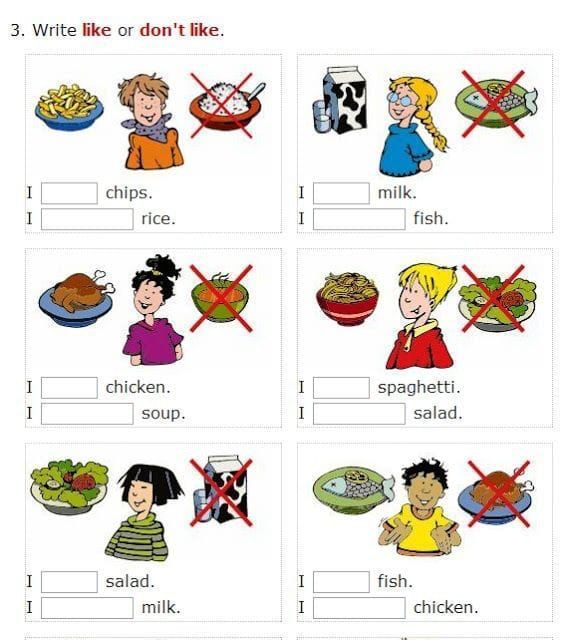 3. Write like or don't like.
I chips.
I rice.
I milk.
I fish.
I chicken.
I soup.
I spaghetti.
I salad.
I salad.
I milk.
I fish.
I chicken.